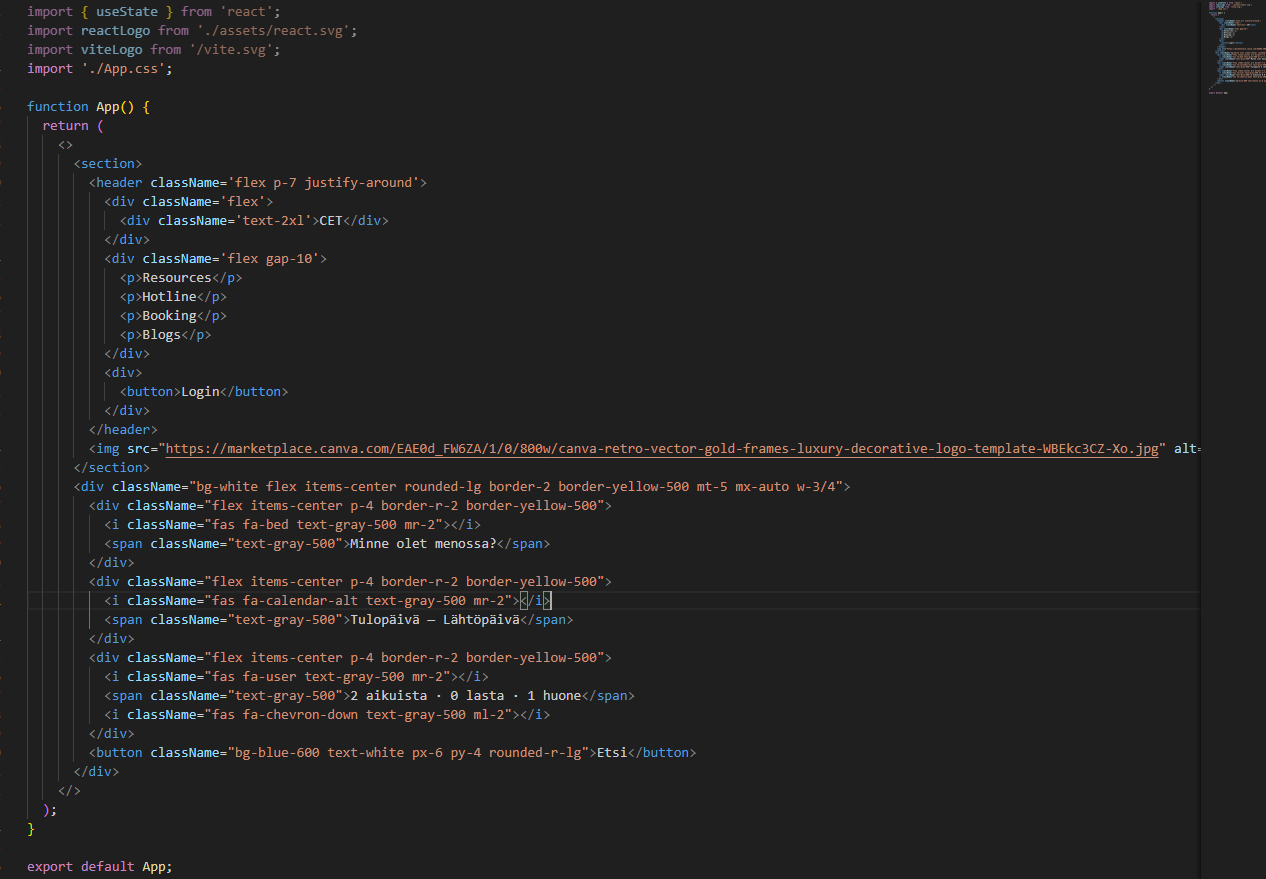 import { useState } from 'react';
import reactLogo from './assets/react.svg';
import viteLogo from '/vite.svg';
import './App.css';

function App() {
  return (
    <>
      <section>
        <header className='flex p-7 justify-around'>
          <div className='flex'>
            <div className='text-2xl'>CET</div>
          </div>
          <div className='flex gap-10'>
            <p>Resources</p>
            <p>Hotline</p>
            <p>Booking</p>
            <p>Blogs</p>
          </div>
          <div>
            <button>Login</button>
          </div>
        </header>
        <img src="https://marketplace.canva.com/EAE0d_FW6ZA/1/0/800w/canva-retro-vector-gold-frames-luxury-decorative-logo-template-WBEkc3CZ-Xo.jpg" alt=
      </section>
      <div className="bg-white flex items-center rounded-lg border-2 border-yellow-500 mt-5 mx-auto w-3/4">
        <div className="flex items-center p-4 border-r-2 border-yellow-500">
          <i className="fas fa-bed text-gray-500 mr-2"></i>
          <span className="text-gray-500">Minne olet menossa?</span>
        </div>
        <div className="flex items-center p-4 border-r-2 border-yellow-500">
          <i className="fas fa-calendar-alt text-gray-500 mr-2"></i>
          <span className="text-gray-500">Tulopäivä — Lähtöpäivä</span>
        </div>
        <div className="flex items-center p-4 border-r-2 border-yellow-500">
          <i className="fas fa-user text-gray-500 mr-2"></i>
          <span className="text-gray-500">2 aikuista · 0 lasta · 1 huone</span>
          <i className="fas fa-chevron-down text-gray-500 ml-2"></i>
        </div>
        <button className="bg-blue-600 text-white px-6 py-4 rounded-r-lg">Etsi</button>
      </div>
    </>
  );
}

export default App;